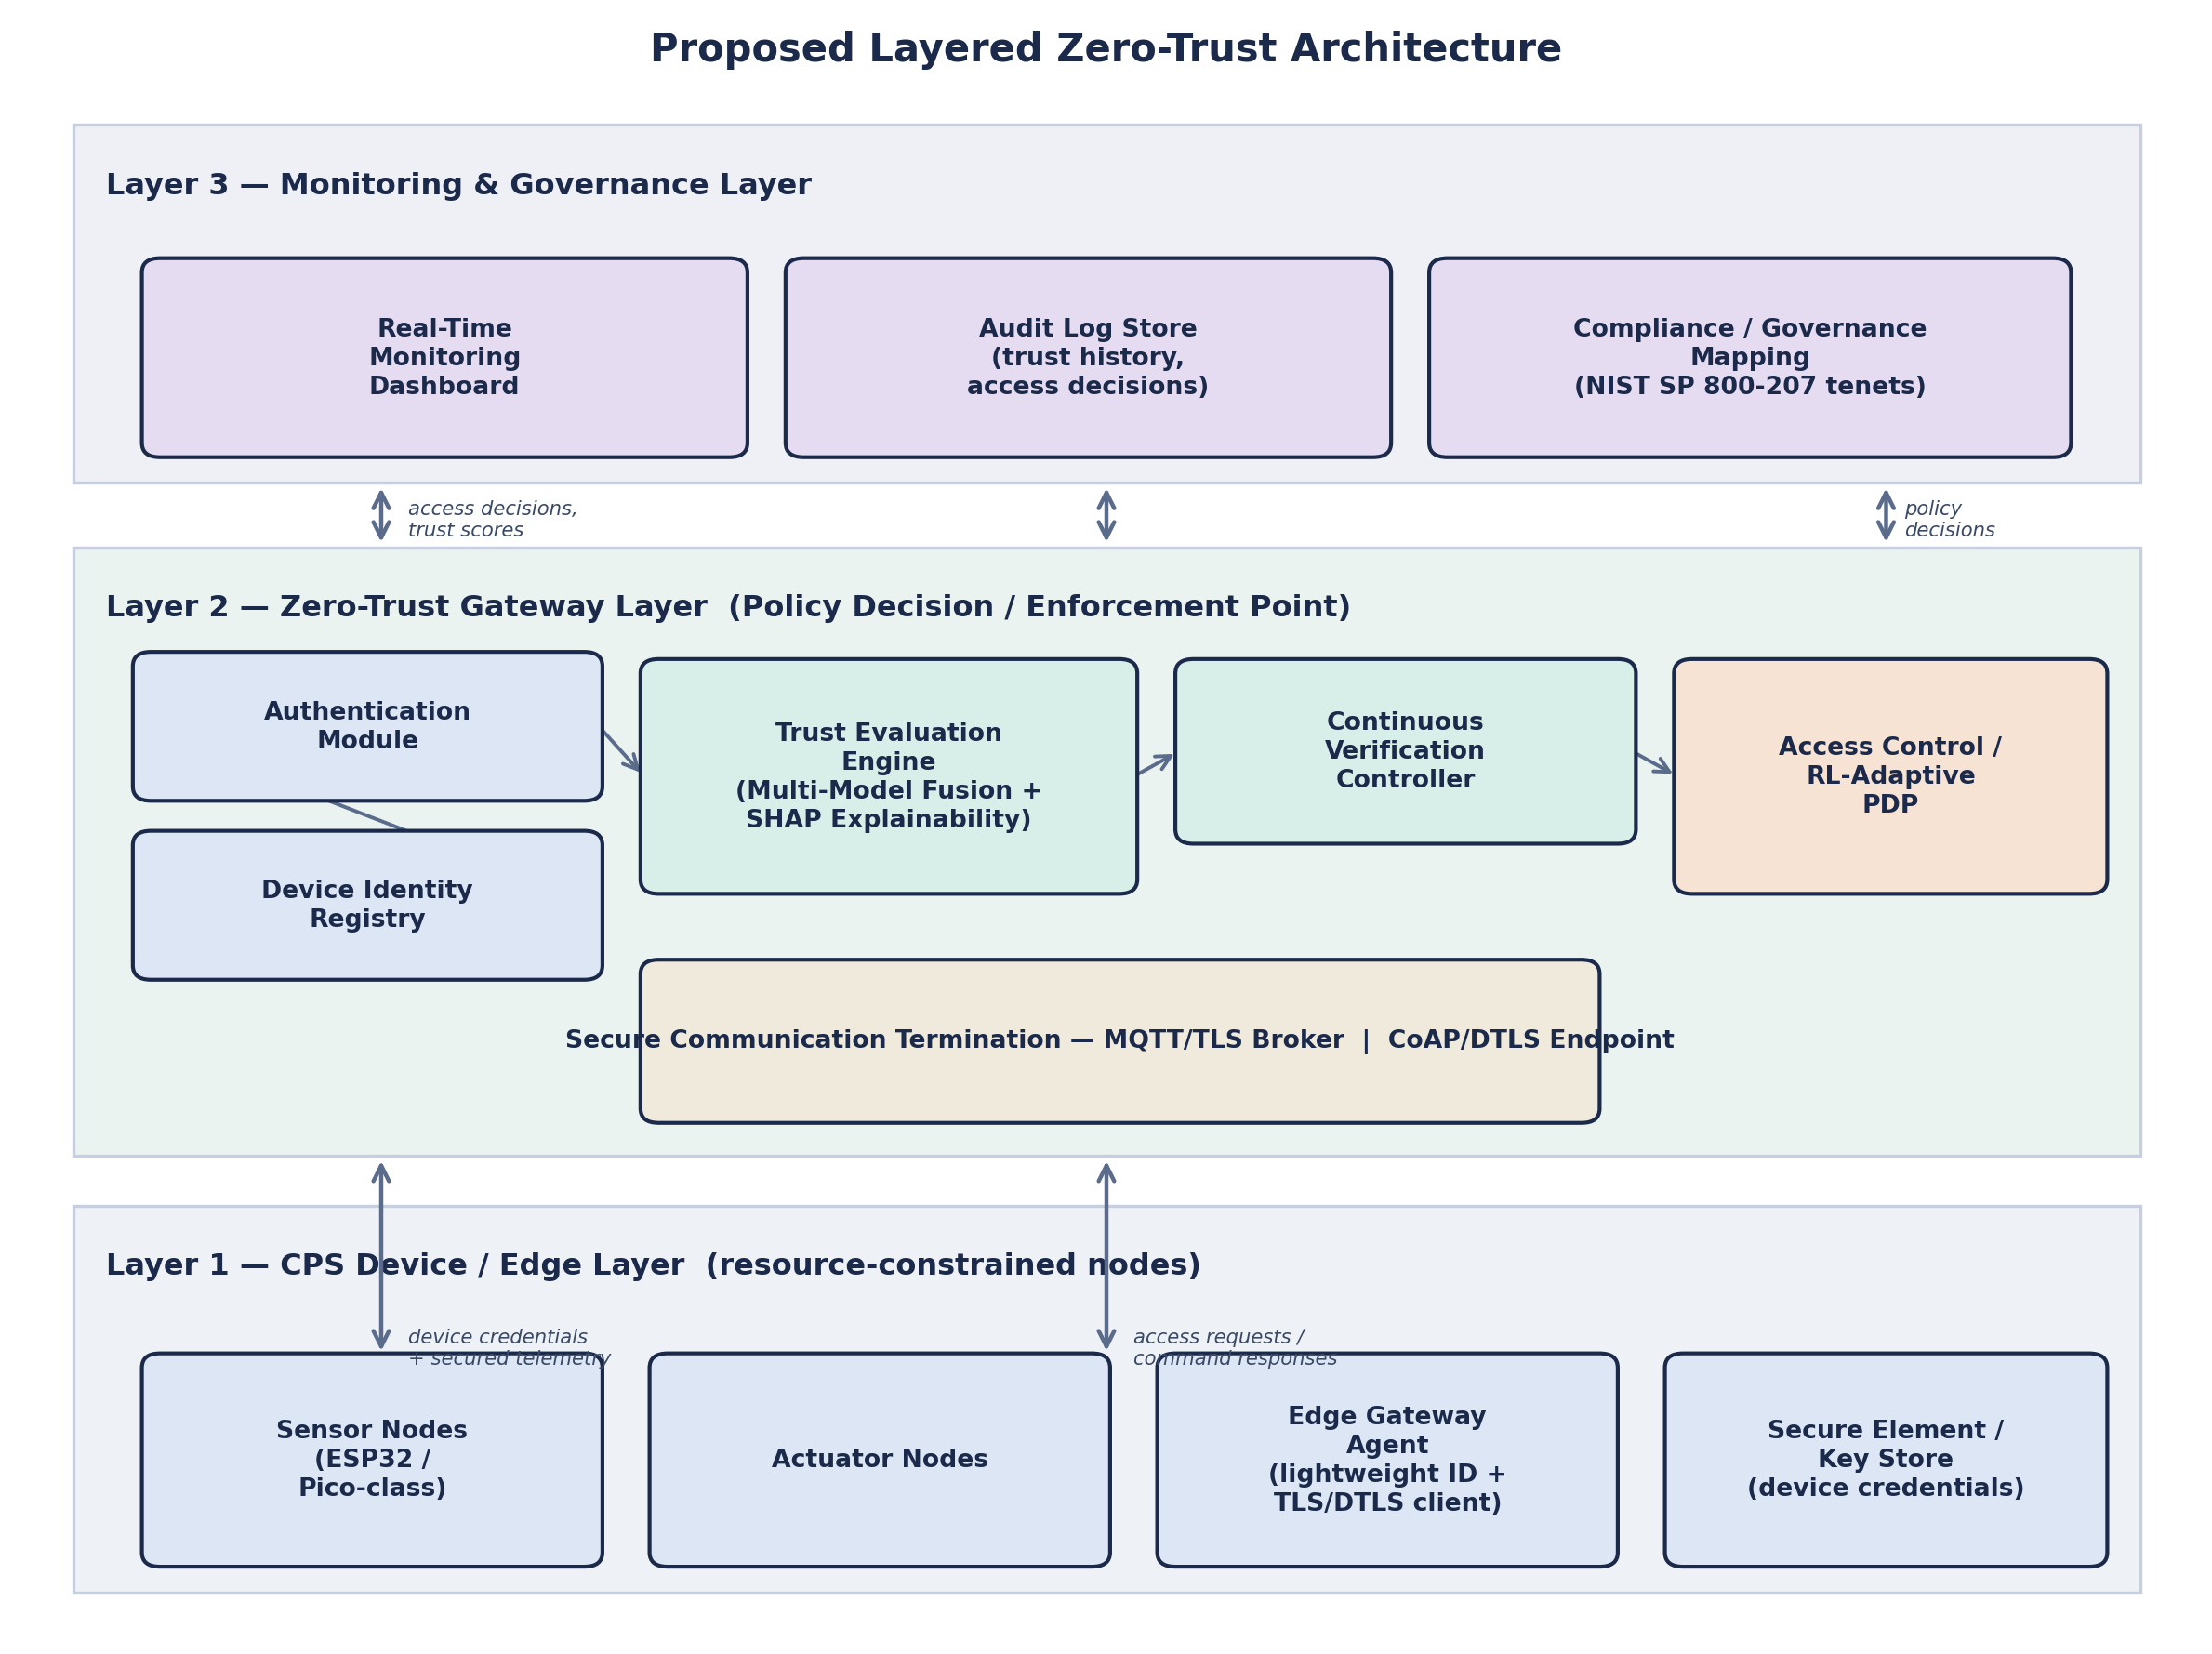 Proposed Layered Zero-Trust Architecture
Layer 3 — Monitoring & Governance Layer
Real-Time
Monitoring
Dashboard
Audit Log Store
(trust history,
access decisions)
Compliance / Governance
Mapping
(NIST SP 800-207 tenets)
access decisions,
trust scores
policy
decisions
Layer 2 — Zero-Trust Gateway Layer (Policy Decision / Enforcement Point)
Authentication
Module
Device Identity
Registry
Trust Evaluation
Engine
(Multi-Model Fusion +
SHAP Explainability)
Continuous
Verification
Controller
Access Control /
RL-Adaptive
PDP
Secure Communication Termination — MQTT/TLS Broker | CoAP/DTLS Endpoint
Layer 1 — CPS Device / Edge Layer (resource-constrained nodes)
device credentials
+ secured telemetry
access requests /
command responses
Sensor Nodes
(ESP32 /
Pico-class)
Actuator Nodes
Edge Gateway
Agent
(lightweight ID +
TLS/DTLS client)
Secure Element /
Key Store
(device credentials)